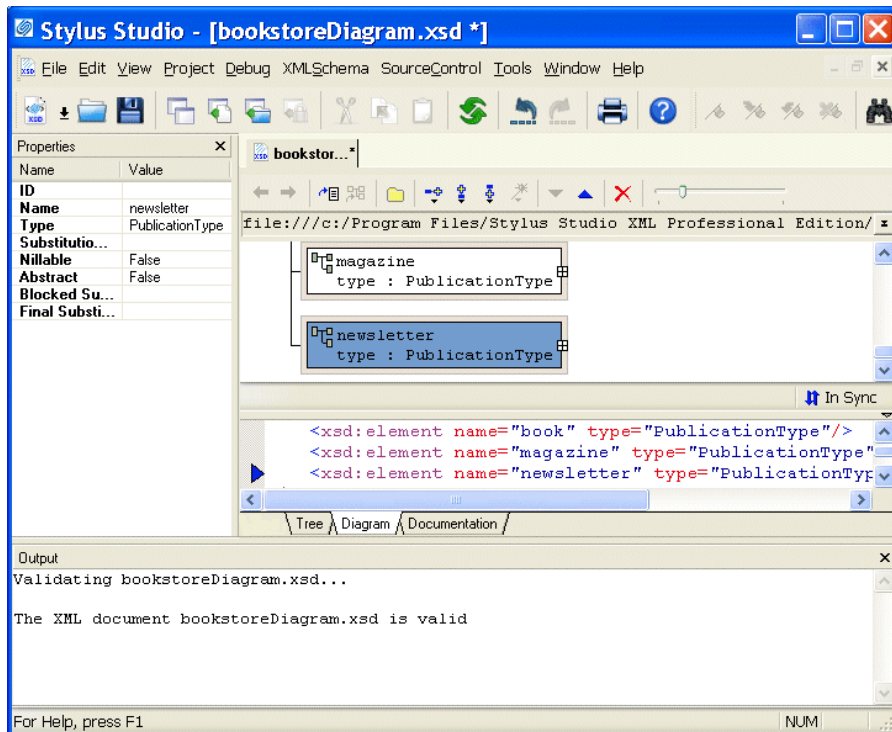 Stylus Studio - [bookstoreDiagram.xsd *]
File Edit View Project Debug XMLSchema SourceControl Tools Window Help
Properties
Name Value
ID
Name newsletter
Type PublicationType
Substitutio...
Nillable False
Abstract False
Blocked Su...
Final Substi...
bookstor...*
file:///c:/Program Files/Stylus Studio XML Professional Edition/
magazine
type : PublicationType
newsletter
type : PublicationType
In Sync
<xsd:element name="book" type="PublicationType"/>
<xsd:element name="magazine" type="PublicationType"
<xsd:element name="newsletter" type="PublicationTyp
Tree Diagram Documentation
Output
Validating bookstoreDiagram.xsd...
The XML document bookstoreDiagram.xsd is valid
For Help, press F1 NUM